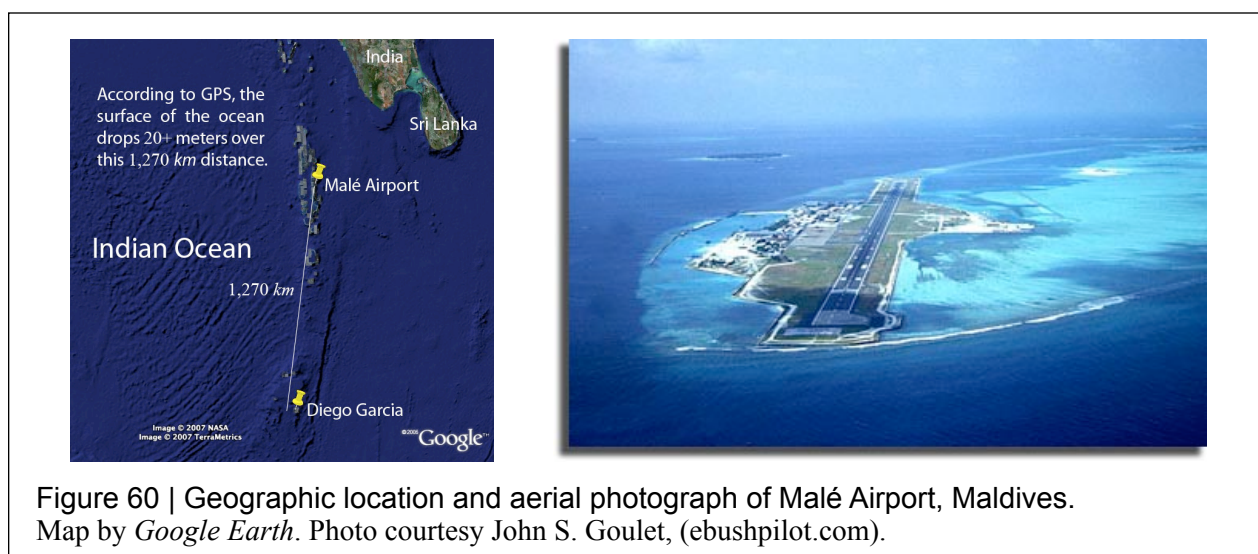 India
According to GPS, the
surface of the ocean
drops 20+ meters over
this 1,270 km distance.
Sri Lanka
Malé Airport
Indian Ocean
1,270 km
Diego Garcia
Image © 2007 NASA
Image © 2007 TerraMetrics
©2006 Google™
Figure 60 | Geographic location and aerial photograph of Malé Airport, Maldives.
Map by Google Earth. Photo courtesy John S. Goulet, (ebushpilot.com).